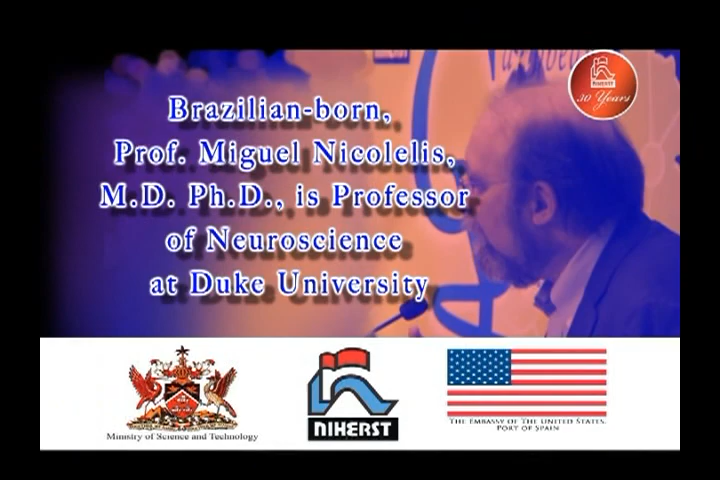 Brazilian-born,
Prof. Miguel Nicolelis,
M.D. Ph.D., is Professor
of Neuroscience
at Duke University
NIHERST
30 Years
Ministry of Science and Technology
NIHERST
The Embassy of The United States,
Port of Spain